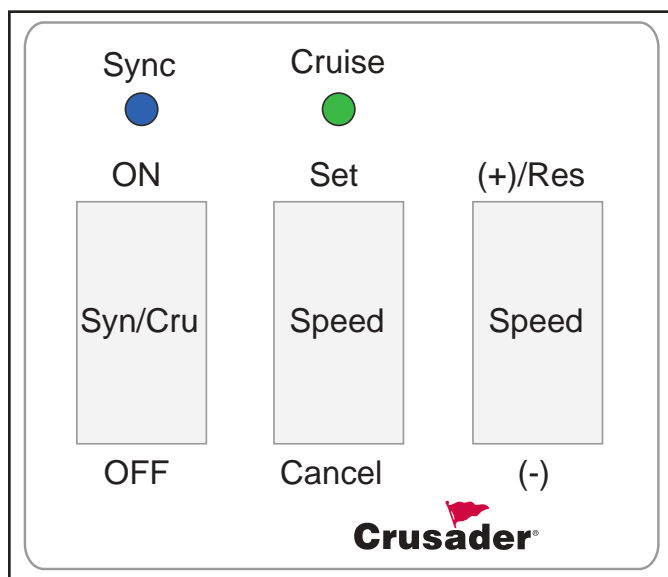 Sync Cruise
ON Set (+)/Res
Syn/Cru Speed Speed
OFF Cancel (-)
Crusader®